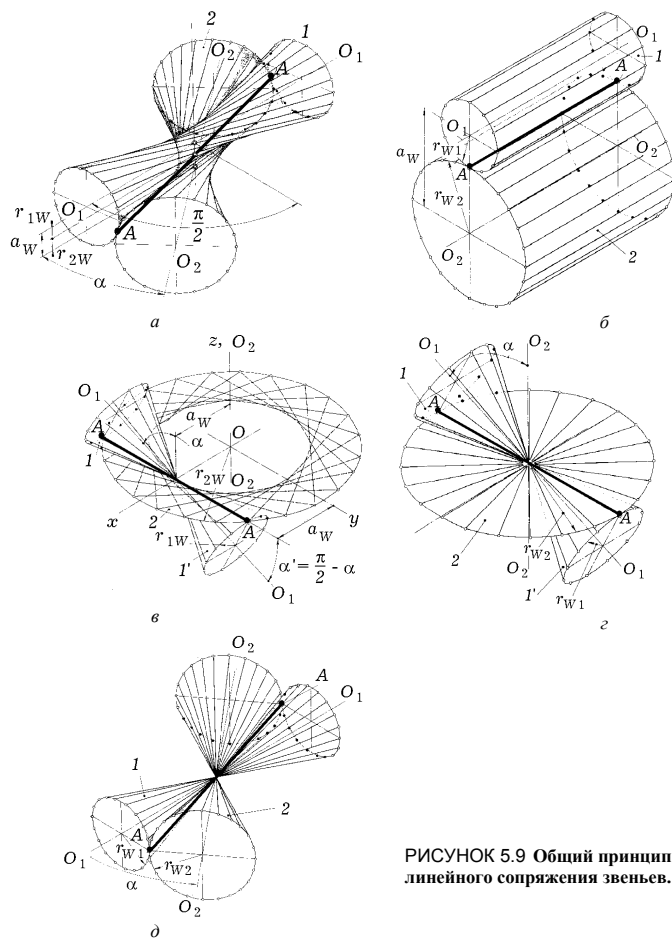 2
1
O₂
O₁
A
r₁W
O₁
A
π/2
aW
r₂W
O₂
α
а
O₁
1
A
O₁
rW1
aW
A
O₂
rW2
O₂
2
б
z, O₂
O₁
aW
A
α
O
1
r₂W
O₂
x
2
y
r₁W
A
aW
1'
α' = π/2 - α
O₁
в
α
O₂
O₁
1
A
A
2
rW2
O₂
O₁
1'
rW1
г
O₂
A
O₁
1
A
2
rW1
rW2
O₁
α
O₂
д
РИСУНОК 5.9 Общий принцип
линейного сопряжения звеньев.